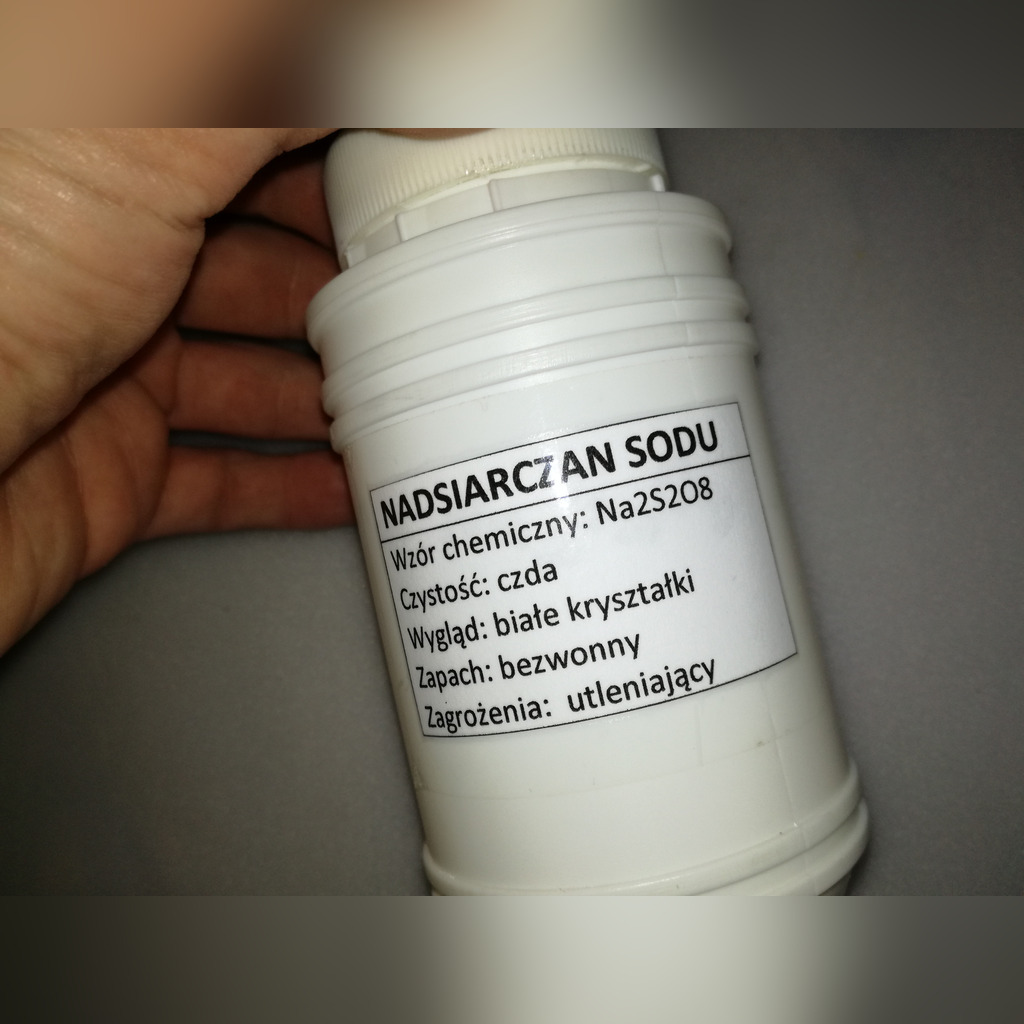 NADSIARCZAN SODU
Wzór chemiczny: Na2S2O8
Czystość: czda
Wygląd: białe kryształki
Zapach: bezwonny
Zagrożenia: utleniający